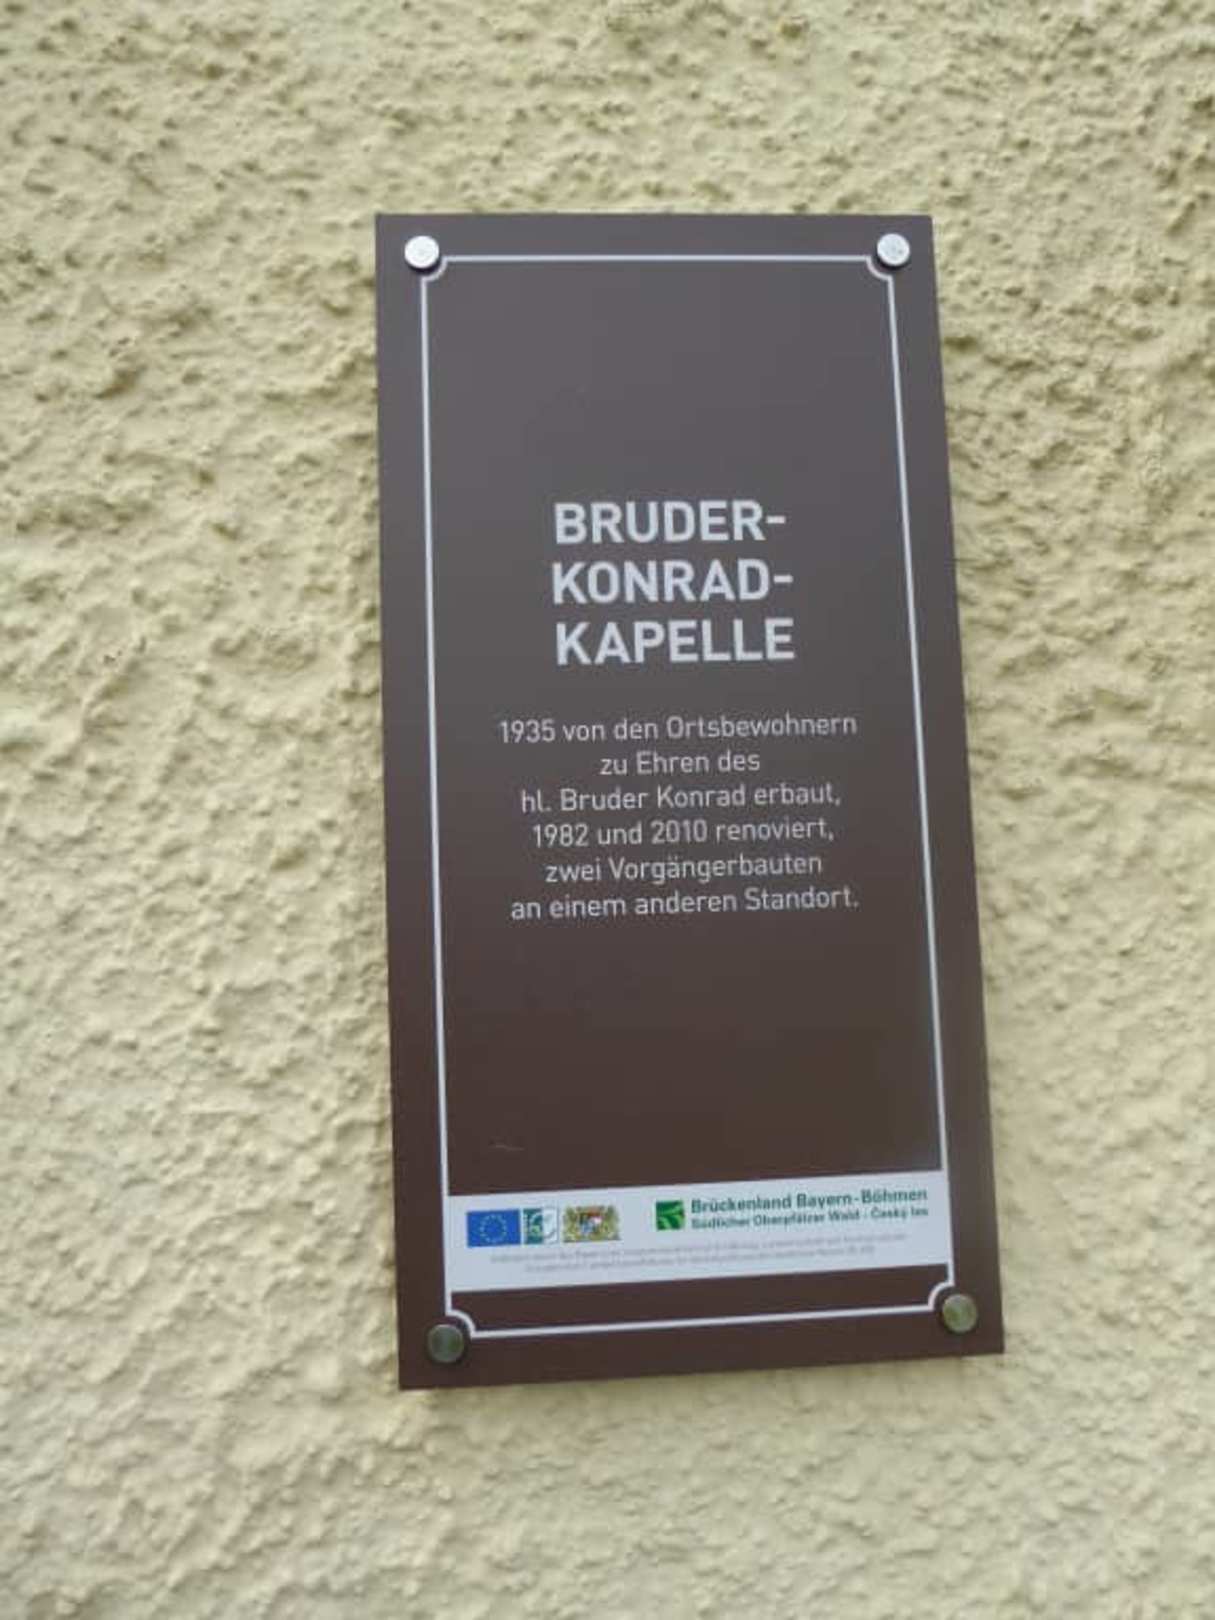 BRUDER-
KONRAD-
KAPELLE
1935 von den Ortsbewohnern
zu Ehren des
hl. Bruder Konrad erbaut,
1982 und 2010 renoviert,
zwei Vorgängerbauten
an einem anderen Standort.
Brückenland Bayern-Böhmen
Südlicher Oberpfälzer Wald - Český les